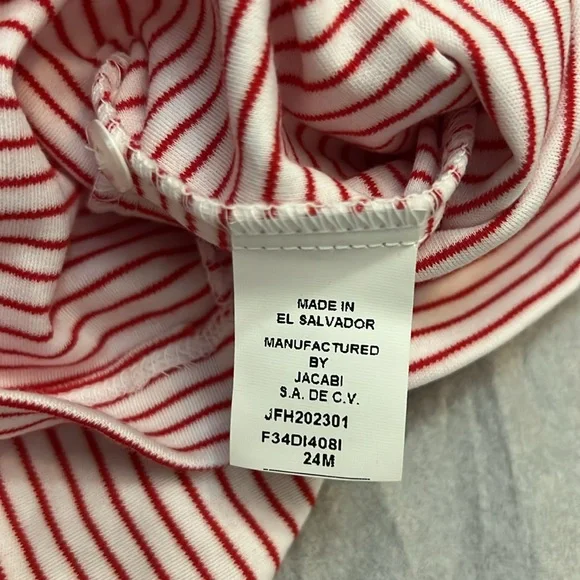 MADE IN
EL SALVADOR
MANUFACTURED
BY
JACABI
S.A. DE C.V.
JFH202301
F34DI408I
24M